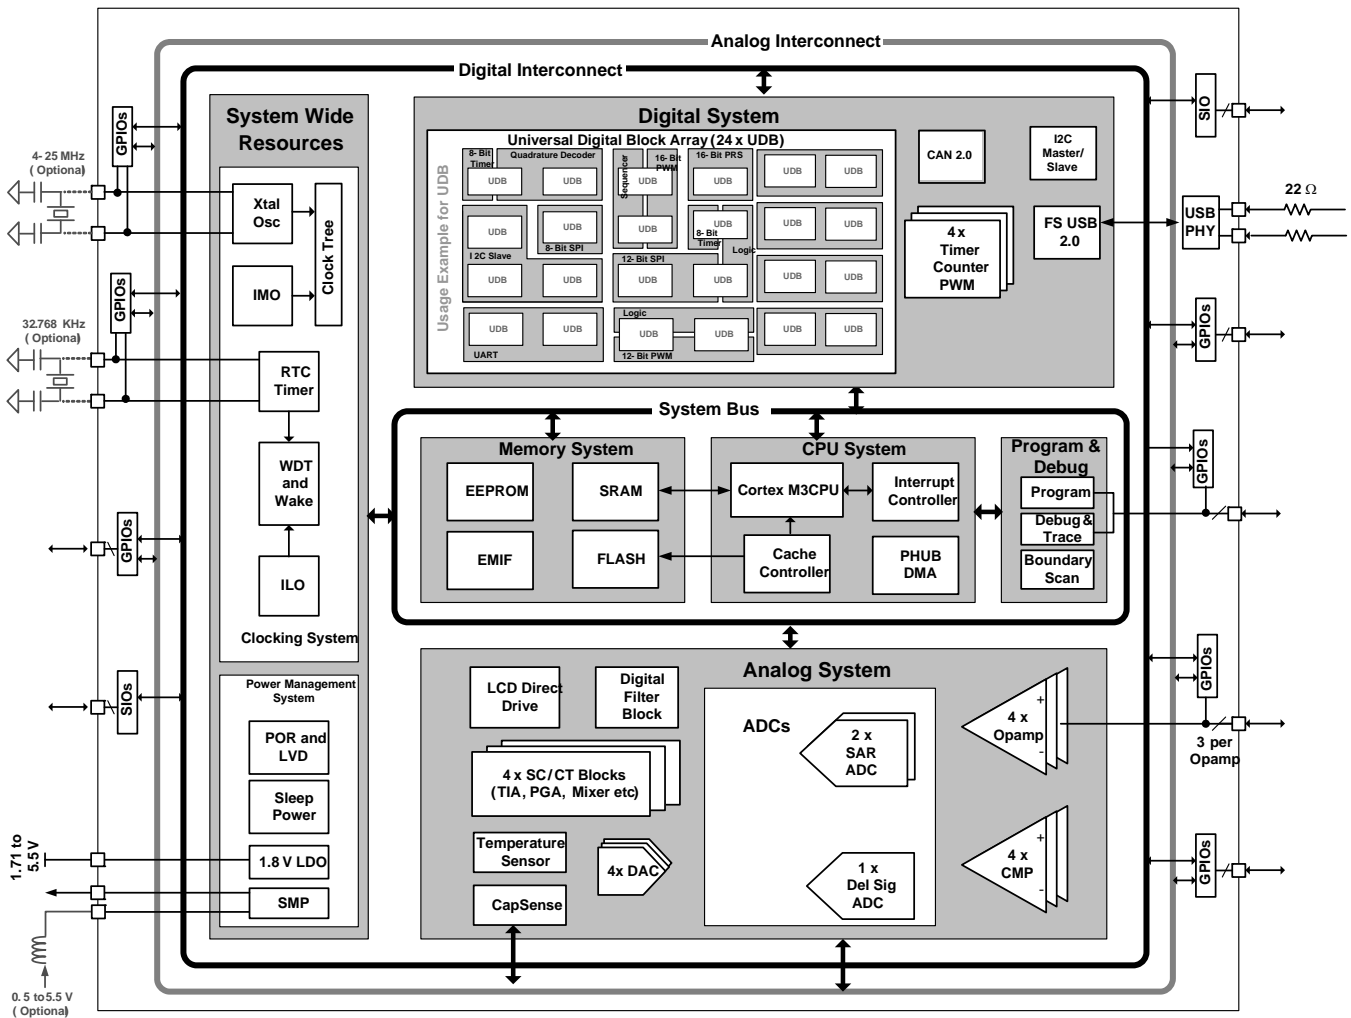 Analog Interconnect
Digital Interconnect
System Wide
Resources
4- 25 MHz
( Optional)
GPIOs
Xtal
Osc
Clock Tree
IMO
32.768 KHz
( Optional)
GPIOs
RTC
Timer
WDT
and
Wake
ILO
Clocking System
GPIOs
SIOs
Power Management
System
POR and
LVD
Sleep
Power
1.8 V LDO
SMP
1.71 to
5.5 V
0. 5 to 5.5 V
( Optional)
Digital System
Universal Digital Block Array (24 x UDB)
Usage Example for UDB
8- Bit
Timer
Quadrature Decoder
Sequencer
16- Bit
PWM
16- Bit PRS
UDB
UDB
UDB
UDB
UDB
UDB
UDB
UDB
UDB
UDB
UDB
UDB
I2C Slave
8- Bit SPI
8- Bit
Timer
Logic
12- Bit SPI
UDB
UDB
UDB
UDB
UDB
UDB
Logic
UDB
UDB
UDB
UDB
UDB
UDB
UART
12- Bit PWM
CAN 2.0
I2C
Master/
Slave
4 x
Timer
Counter
PWM
FS USB
2.0
SIO
USB
PHY
22 Ω
GPIOs
System Bus
Memory System
EEPROM
SRAM
EMIF
FLASH
CPU System
Cortex M3CPU
Interrupt
Controller
Cache
Controller
PHUB
DMA
Program &
Debug
Program
Debug &
Trace
Boundary
Scan
GPIOs
Analog System
LCD Direct
Drive
Digital
Filter
Block
4 x SC/CT Blocks
(TIA, PGA, Mixer etc)
Temperature
Sensor
4x DAC
CapSense
ADCs
2 x
SAR
ADC
1 x
Del Sig
ADC
+
4 x
Opamp
-
+
4 x
CMP
-
GPIOs
3 per
Opamp
GPIOs